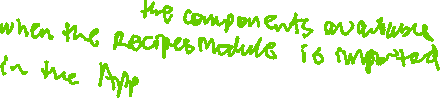 the components available
when the RecipesModule is imported
in the App